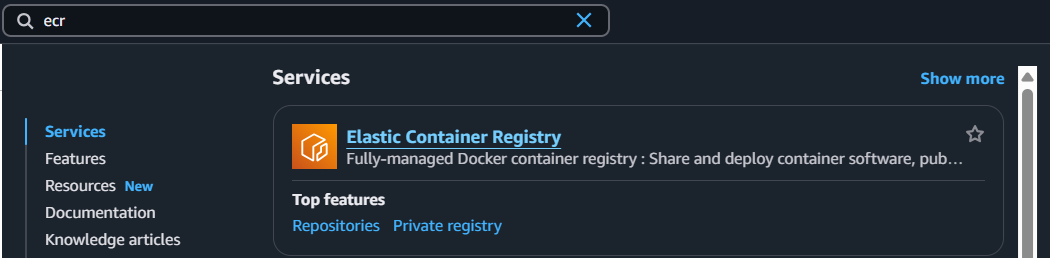 ecr
Services
Show more
Services
Features
Resources New
Documentation
Knowledge articles
Elastic Container Registry
Fully-managed Docker container registry : Share and deploy container software, pub…
Top features
Repositories Private registry